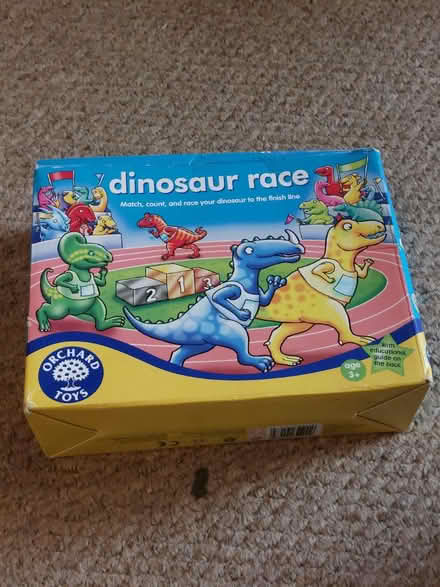 dinosaur race
Match, count, and race your dinosaur to the finish line
2
1
3
ORCHARD
TOYS
age
3+
With
educational
guide on
the back
CE